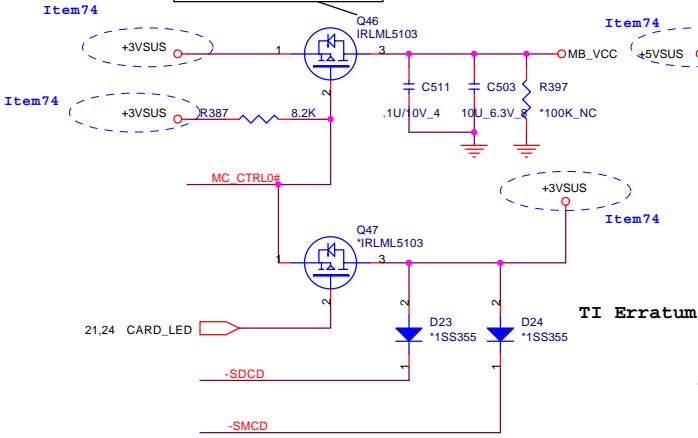 Item74
Q46
IRLML5103
Item74
+3VSUS
1
3
MB_VCC
+5VSUS
2
C511
C503
R397
Item74
+3VSUS
R387
8.2K
.1U/10V_4
10U_6.3V_8
*100K_NC
MC_CTRL0#
+3VSUS
Item74
Q47
*IRLML5103
1
3
2
2
2
21,24 CARD_LED
D23
*1SS355
D24
*1SS355
TI Erratum
1
1
-SDCD
-SMCD